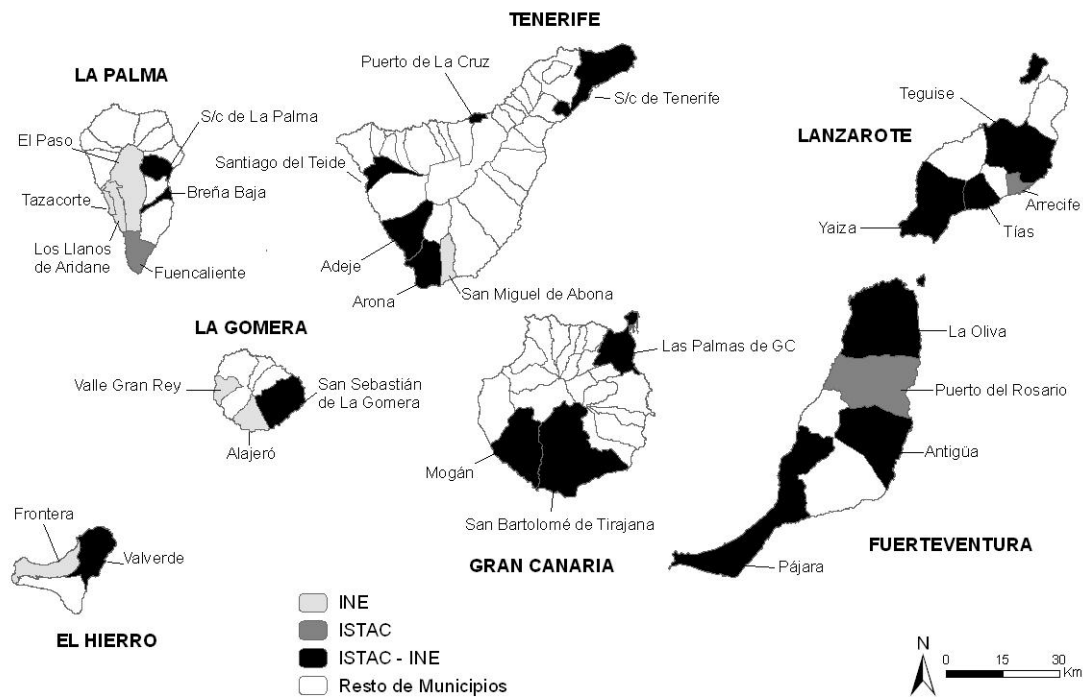 TENERIFE
Puerto de La Cruz
S/c de Tenerife
Santiago del Teide
Adeje
Arona
San Miguel de Abona
LA PALMA
El Paso
S/c de La Palma
Tazacorte
Breña Baja
Los Llanos
de Aridane
Fuencaliente
LANZAROTE
Teguise
Arrecife
Yaiza
Tías
LA GOMERA
Valle Gran Rey
San Sebastián
de La Gomera
Alajeró
Las Palmas de GC
Mogán
San Bartolomé de Tirajana
GRAN CANARIA
La Oliva
Puerto del Rosario
Antigüa
Pájara
FUERTEVENTURA
Frontera
Valverde
EL HIERRO
INE
ISTAC
ISTAC - INE
Resto de Municipios
N
0 15 30
Km